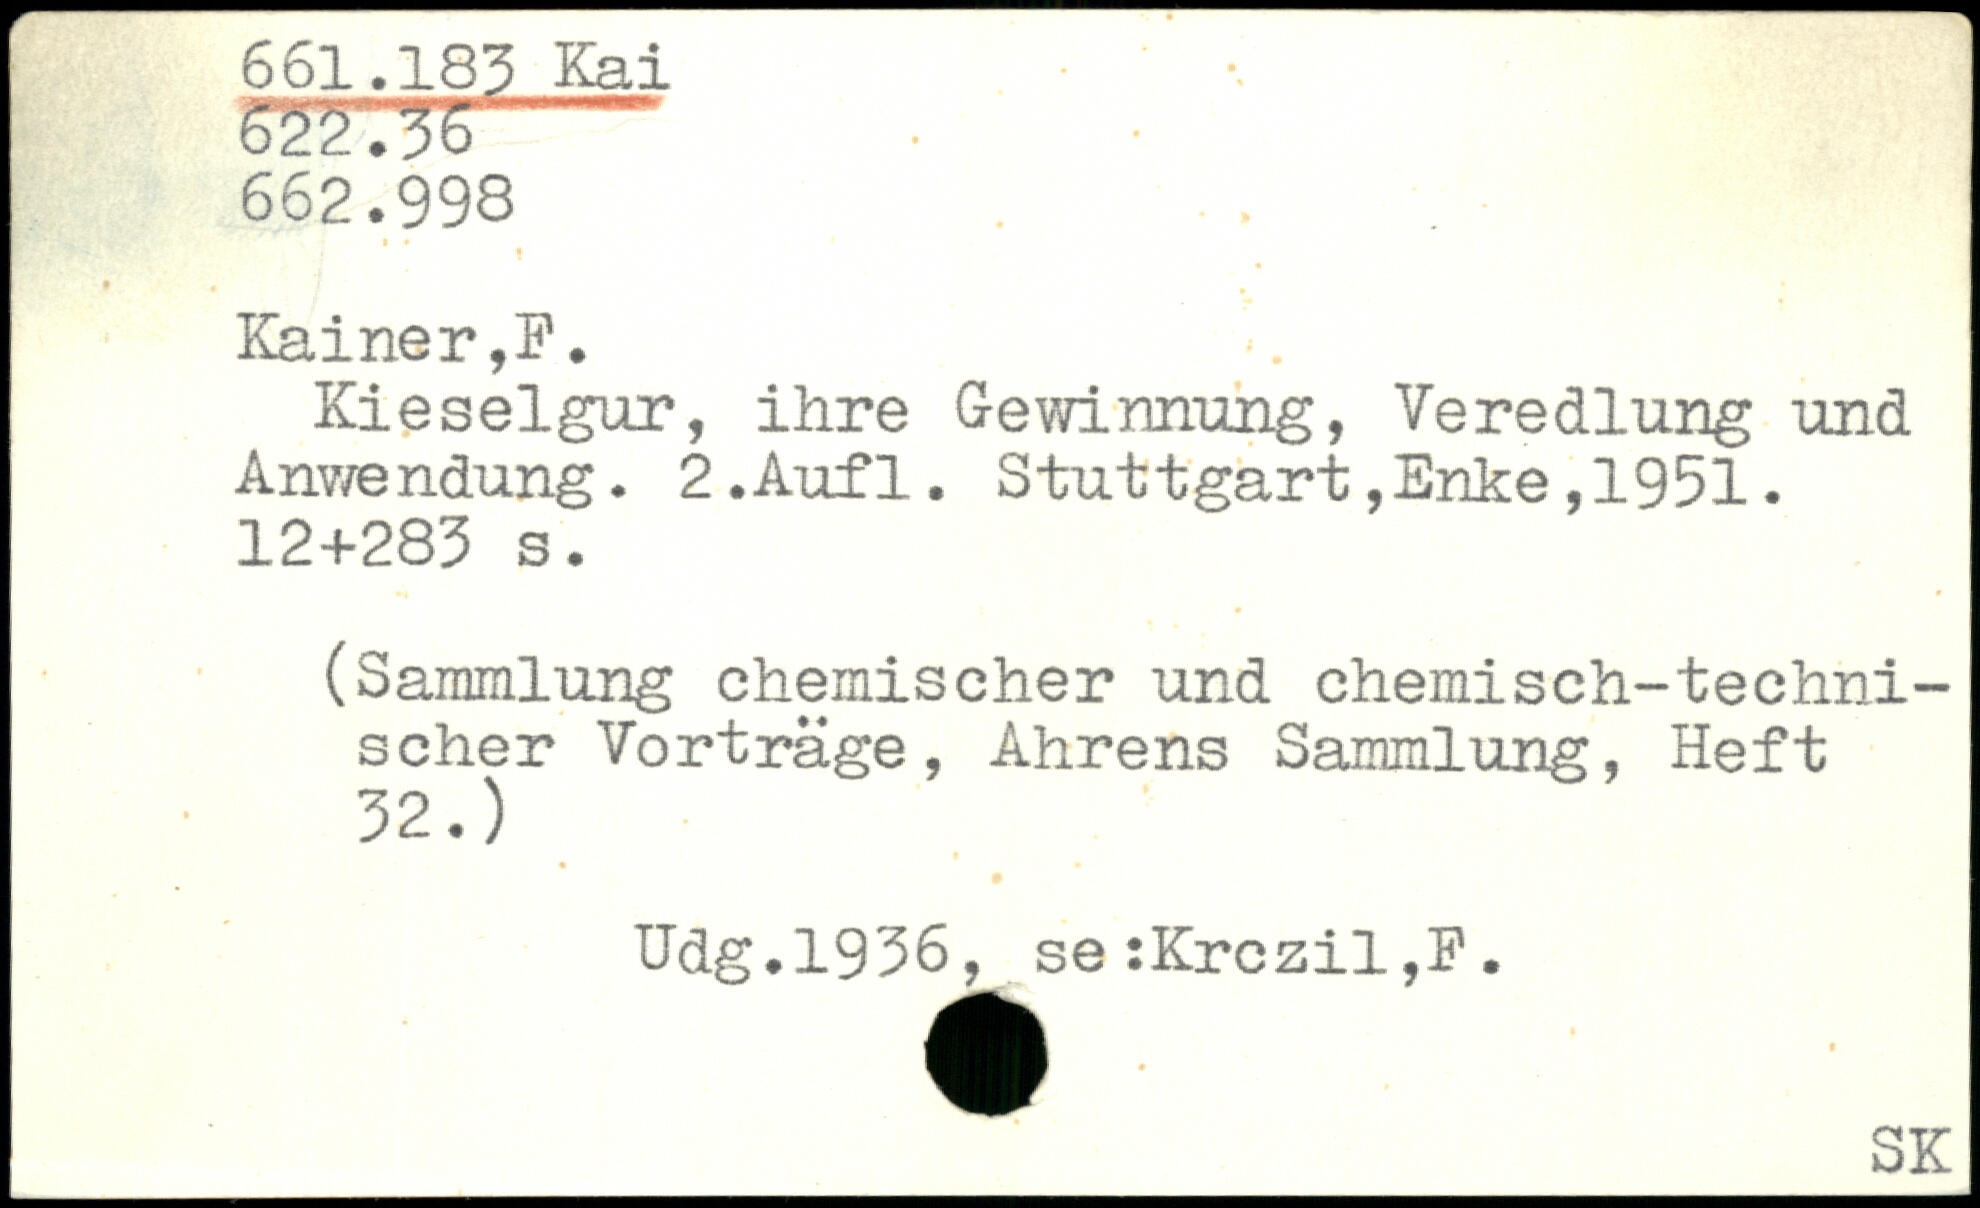 661.183 Kai
622.36
662.998
Kainer,F.
Kieselgur, ihre Gewinnung, Veredlung und
Anwendung. 2.Aufl. Stuttgart,Enke,1951.
12+283 s.
(Sammlung chemischer und chemisch-techni-
scher Vorträge, Ahrens Sammlung, Heft
32.)
Udg.1936, se:Krczil,F.
SK